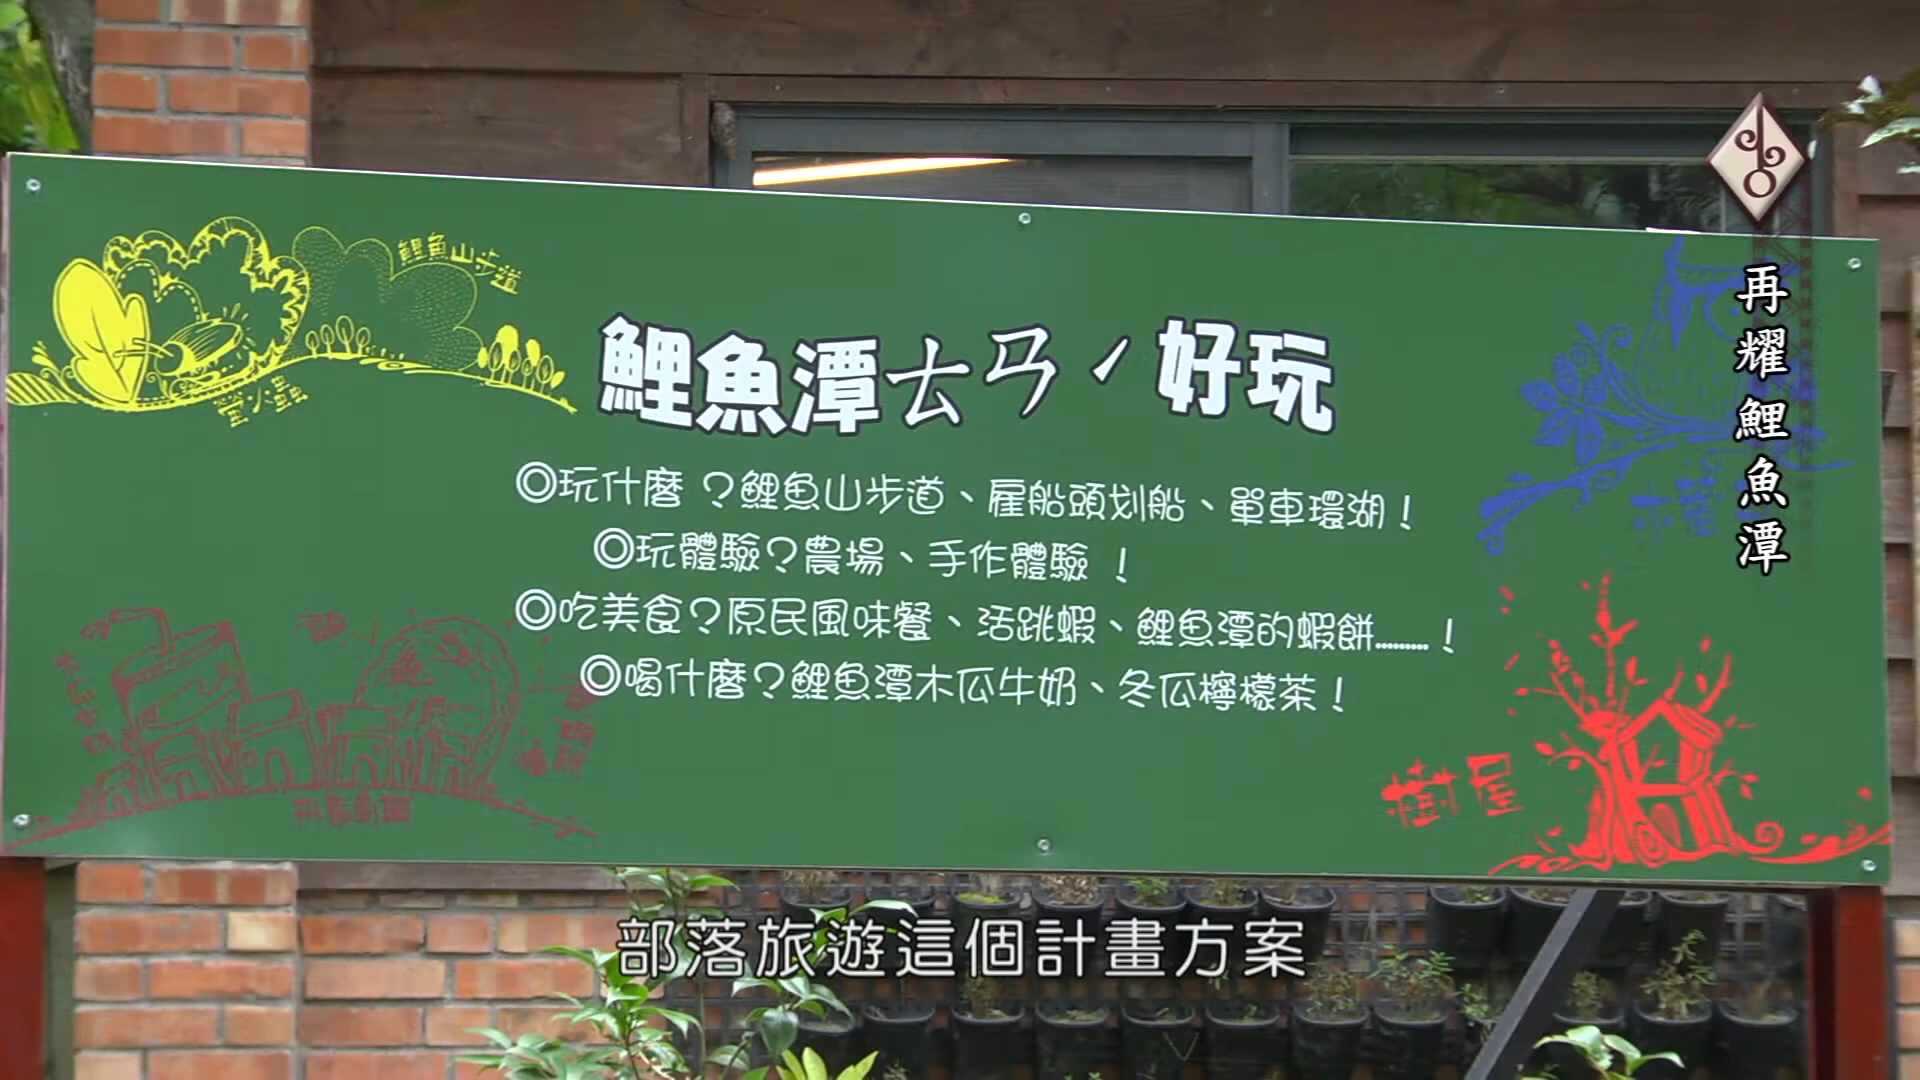 鯉魚山步道
螢火蟲
鯉魚潭ㄊㄢˊ好玩
◎玩什麼？鯉魚山步道、雇船頭划船、單車環湖！
◎玩體驗？農場、手作體驗！
◎吃美食？原民風味餐、活跳蝦、鯉魚潭的蝦餅.........！
◎喝什麼？鯉魚潭木瓜牛奶、冬瓜檸檬茶！
樹屋
再耀鯉魚潭
部落旅遊這個計畫方案